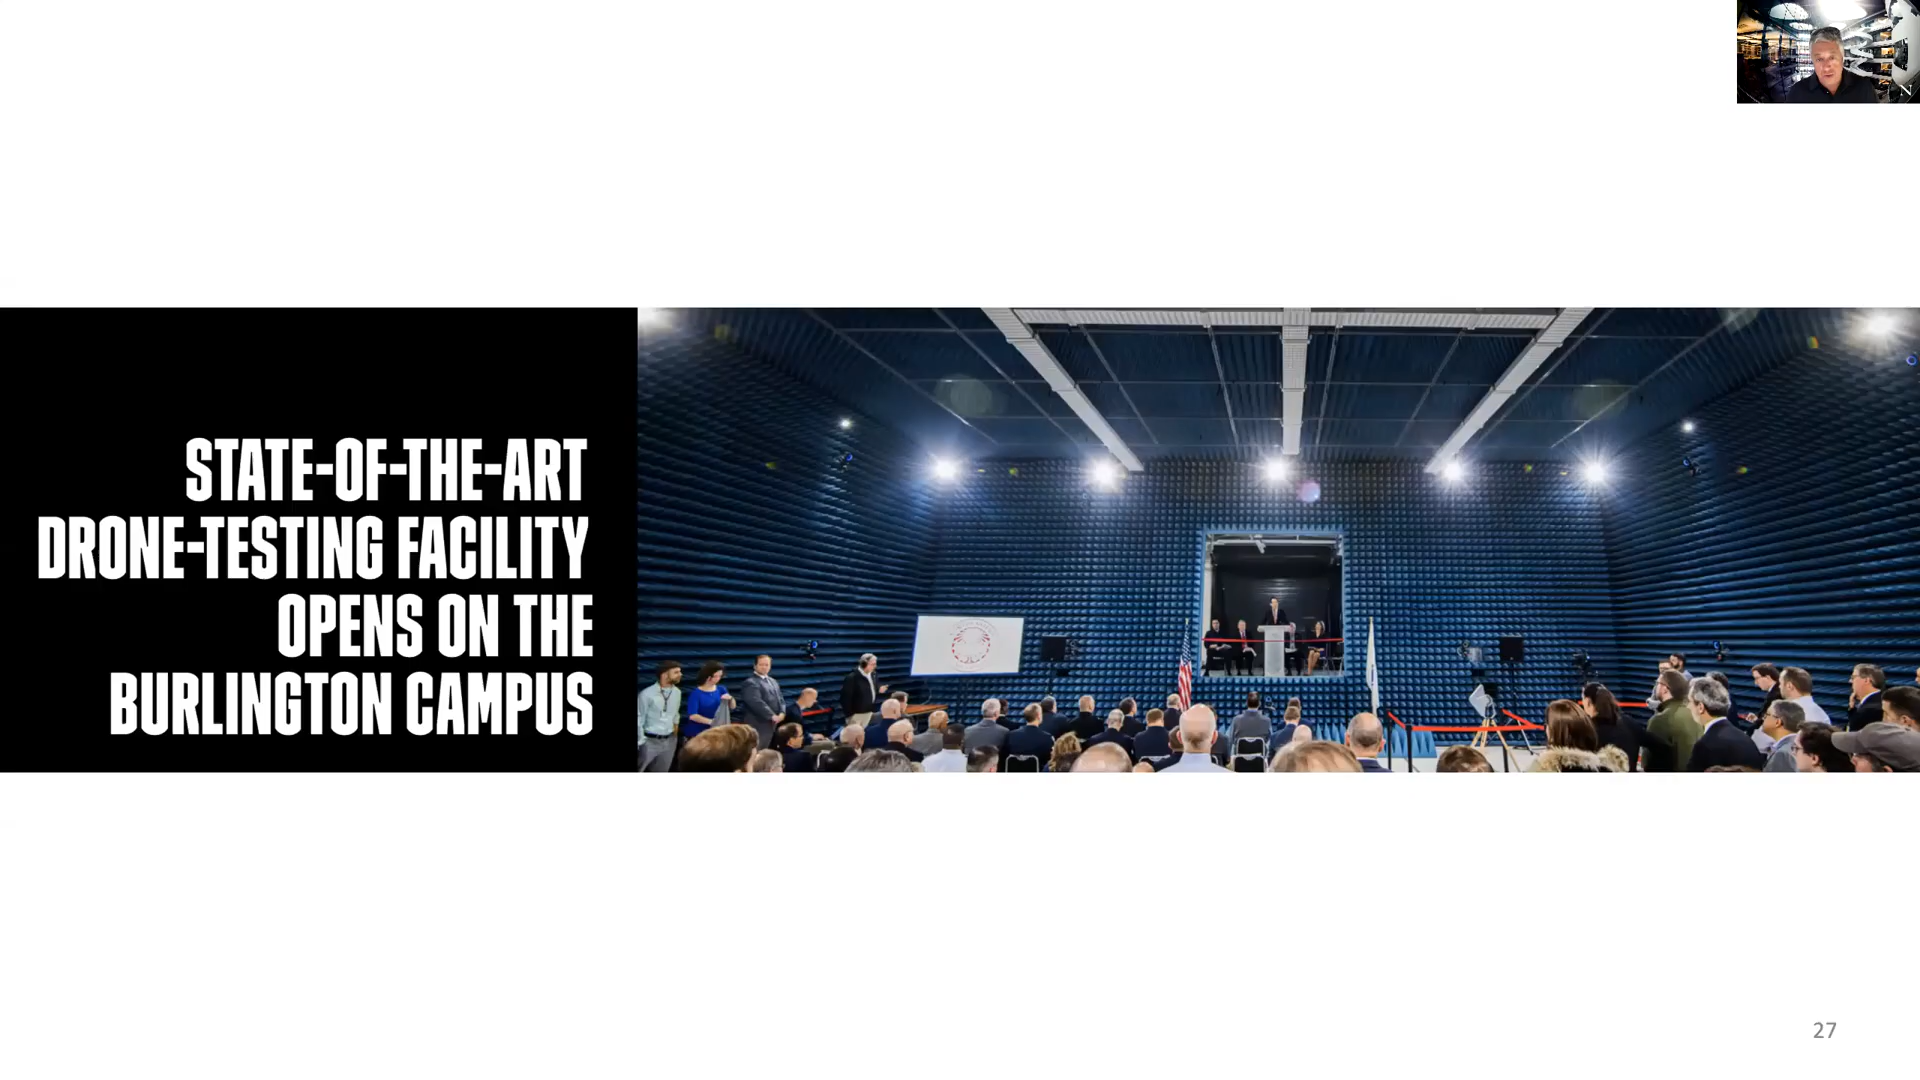 N
STATE-OF-THE-ART
DRONE-TESTING FACILITY
OPENS ON THE
BURLINGTON CAMPUS
27